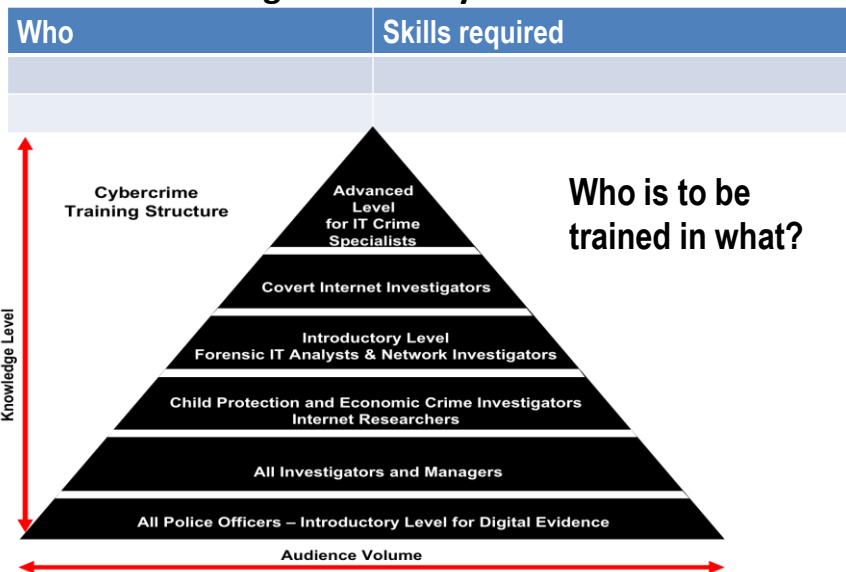 Who
Skills required
Cybercrime
Training Structure
Who is to be
trained in what?
Advanced
Level
for IT Crime
Specialists
Covert Internet Investigators
Introductory Level
Forensic IT Analysts & Network Investigators
Child Protection and Economic Crime Investigators
Internet Researchers
All Investigators and Managers
All Police Officers – Introductory Level for Digital Evidence
Knowledge Level
Audience Volume